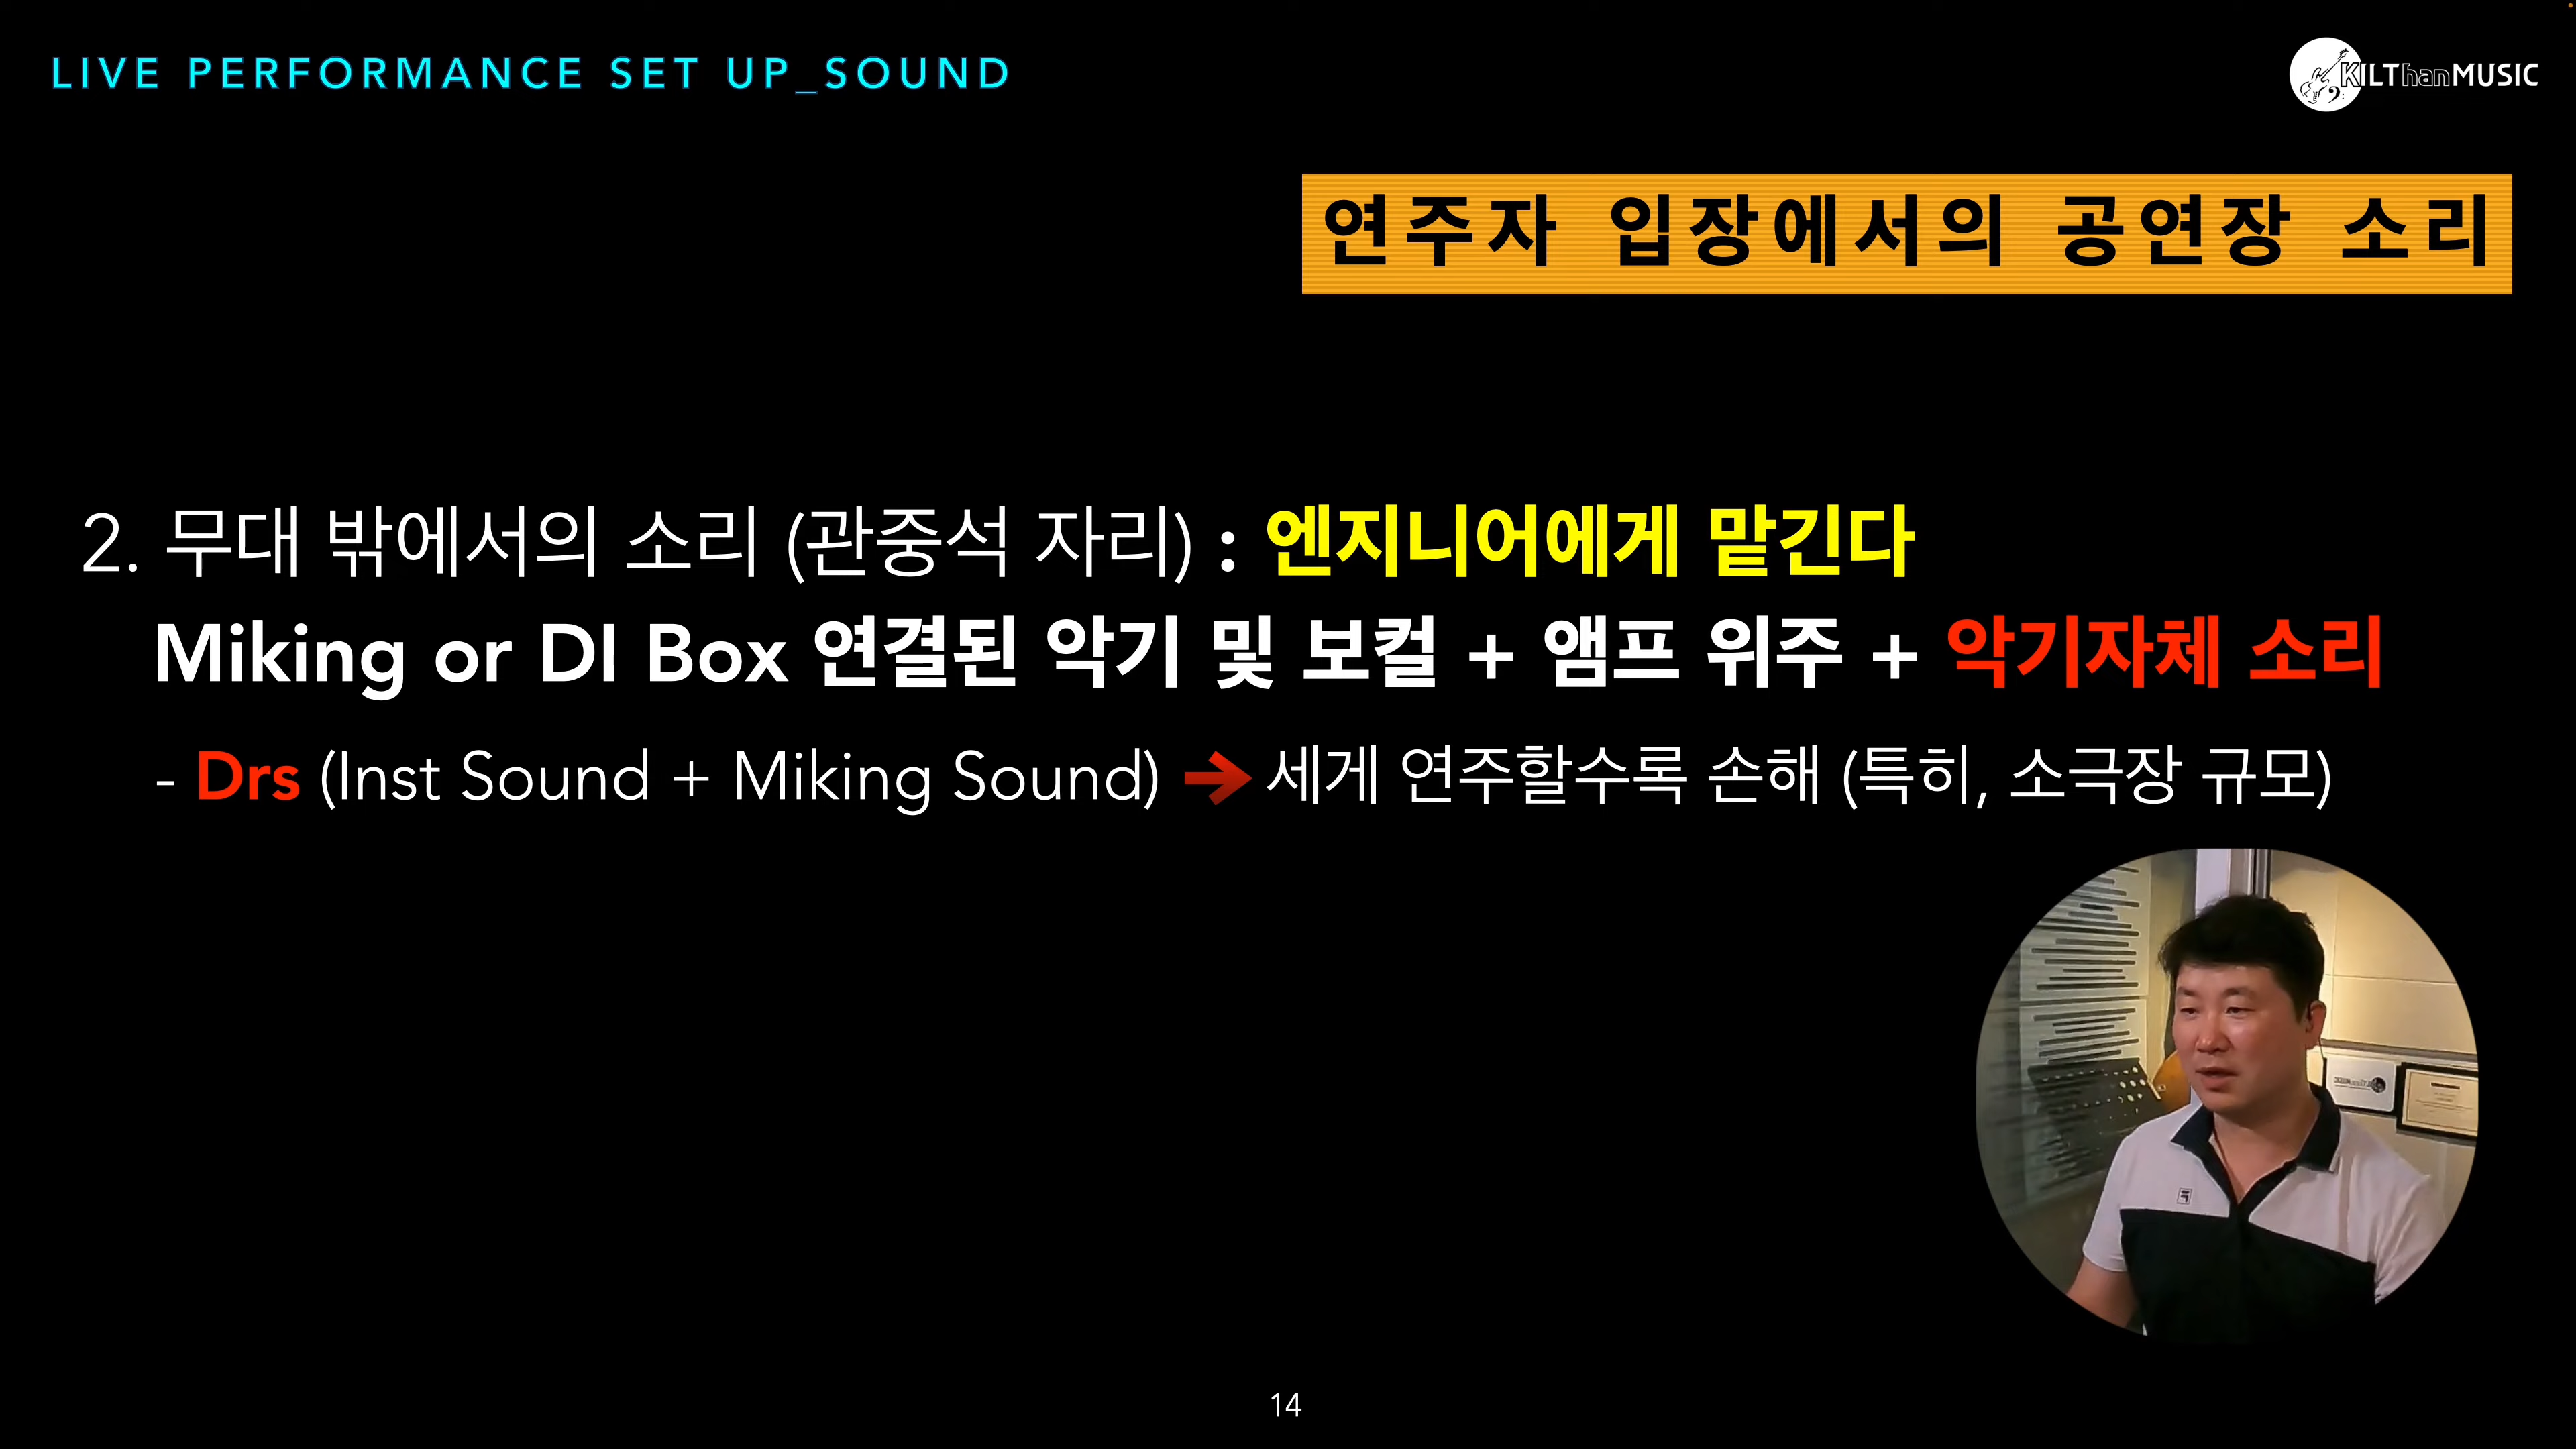 LIVE PERFORMANCE SET UP_SOUND
KILThanMUSIC
연주자 입장에서의 공연장 소리
2. 무대 밖에서의 소리 (관중석 자리) : 엔지니어에게 맡긴다
Miking or DI Box 연결된 악기 및 보컬 + 앰프 위주 + 악기자체 소리
- Drs (Inst Sound + Miking Sound) ➔ 세게 연주할수록 손해 (특히, 소극장 규모)
14